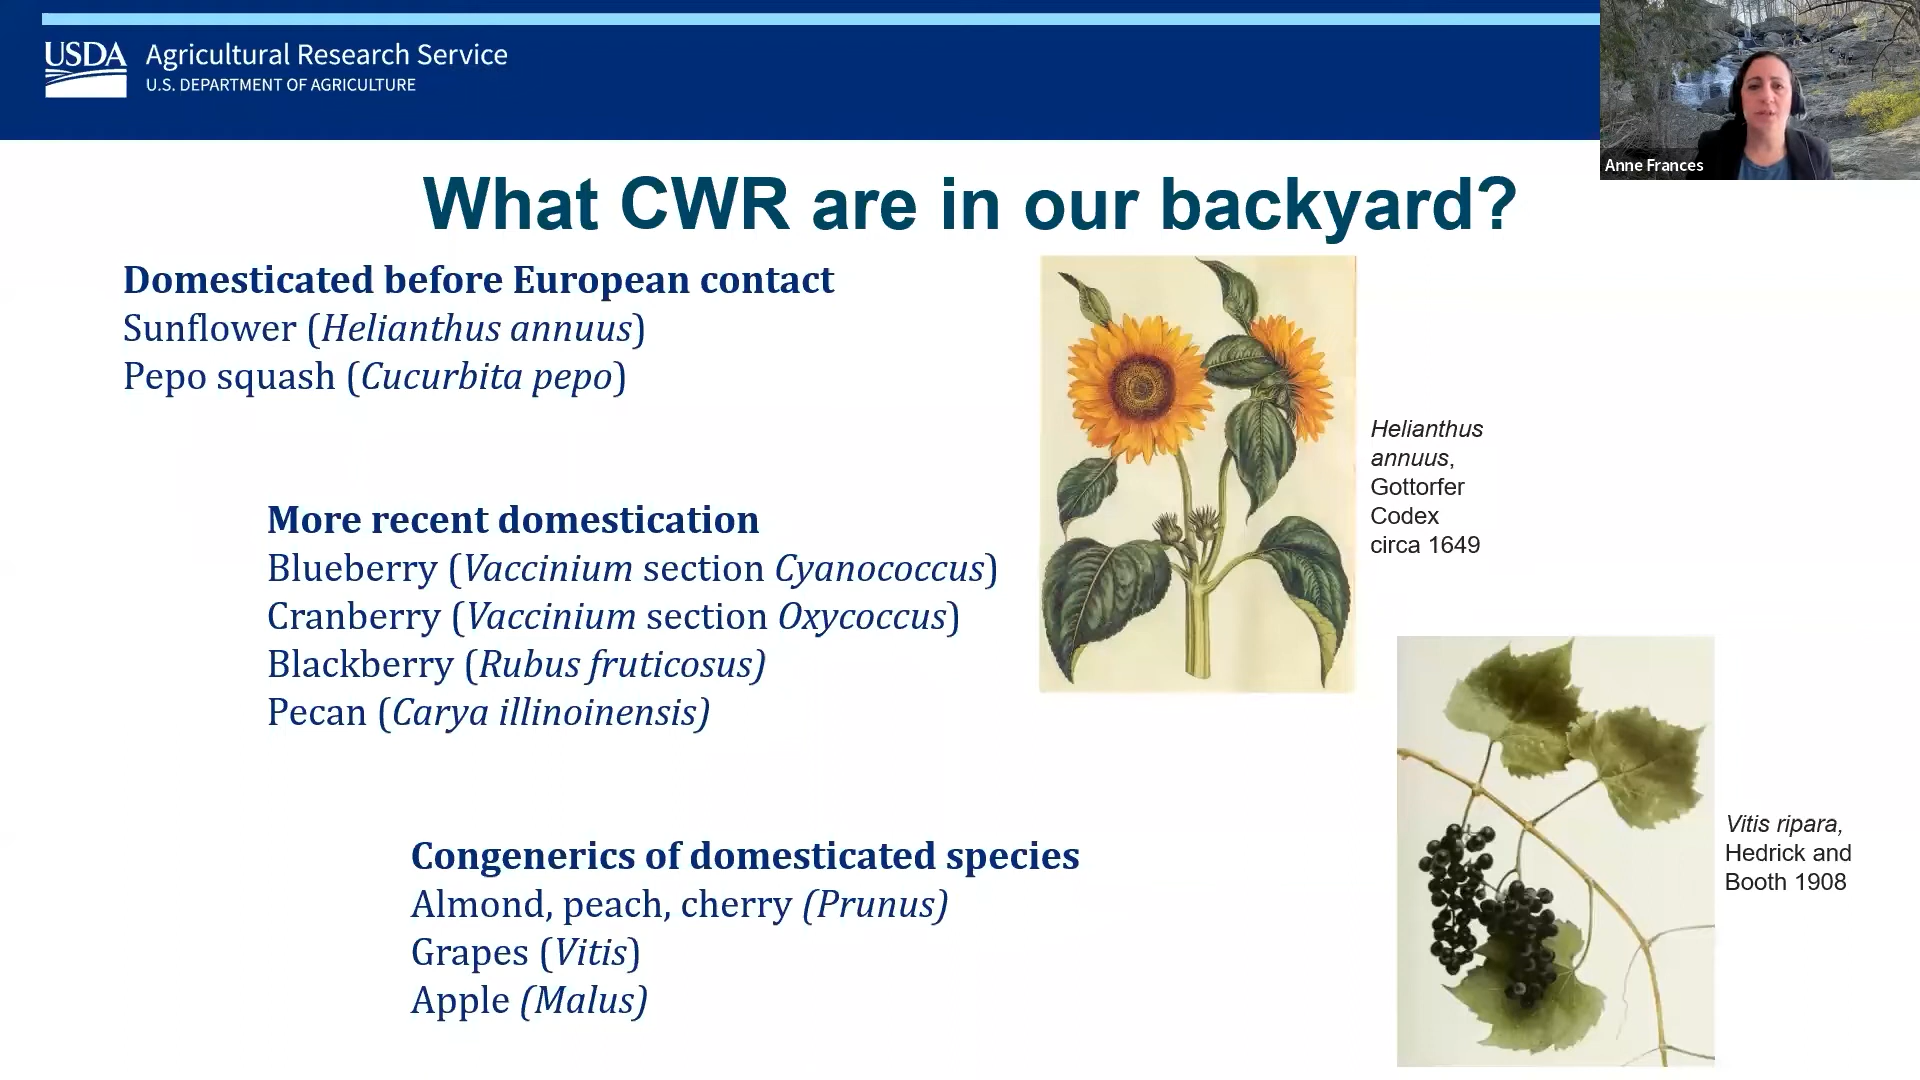 USDA Agricultural Research Service
U.S. DEPARTMENT OF AGRICULTURE
Anne Frances
What CWR are in our backyard?
Domesticated before European contact
Sunflower (Helianthus annuus)
Pepo squash (Cucurbita pepo)
More recent domestication
Blueberry (Vaccinium section Cyanococcus)
Cranberry (Vaccinium section Oxycoccus)
Blackberry (Rubus fruticosus)
Pecan (Carya illinoinensis)
Congenerics of domesticated species
Almond, peach, cherry (Prunus)
Grapes (Vitis)
Apple (Malus)
Helianthus
annuus,
Gottorfer
Codex
circa 1649
Vitis ripara,
Hedrick and
Booth 1908